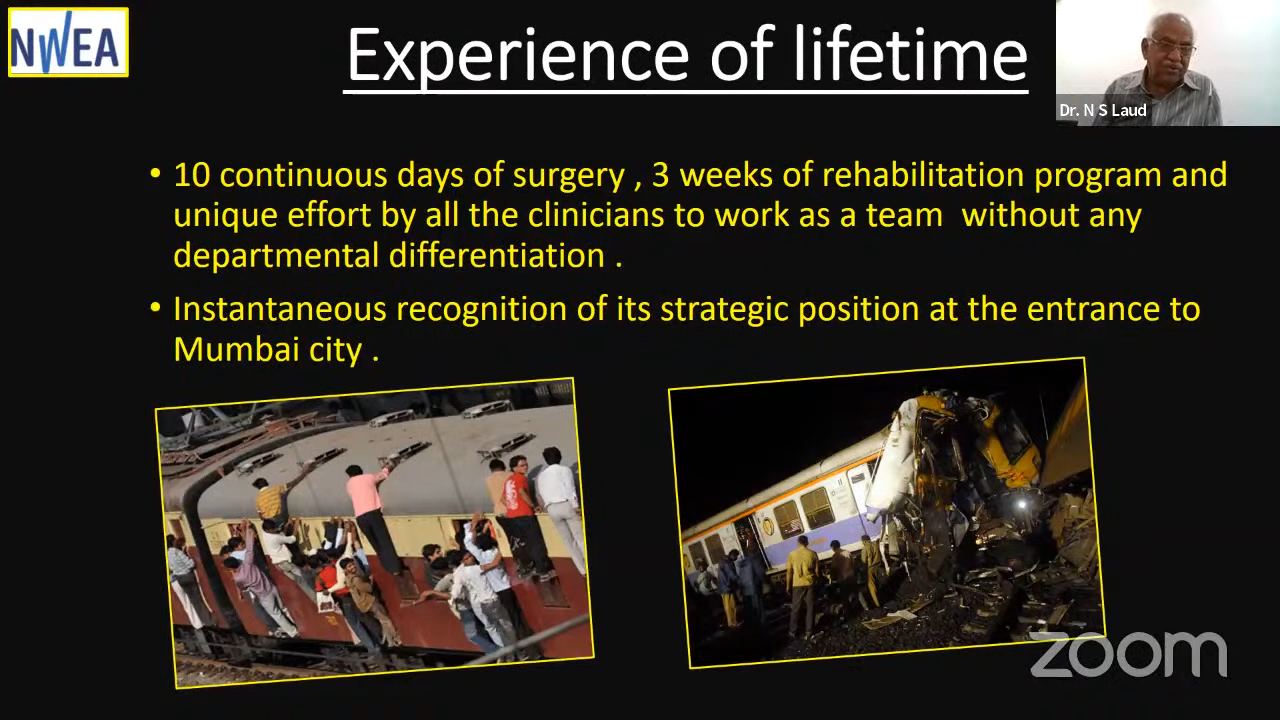 NWEA
Experience of lifetime
Dr. N S Laud
• 10 continuous days of surgery , 3 weeks of rehabilitation program and
unique effort by all the clinicians to work as a team without any
departmental differentiation .
• Instantaneous recognition of its strategic position at the entrance to
Mumbai city .
zoom